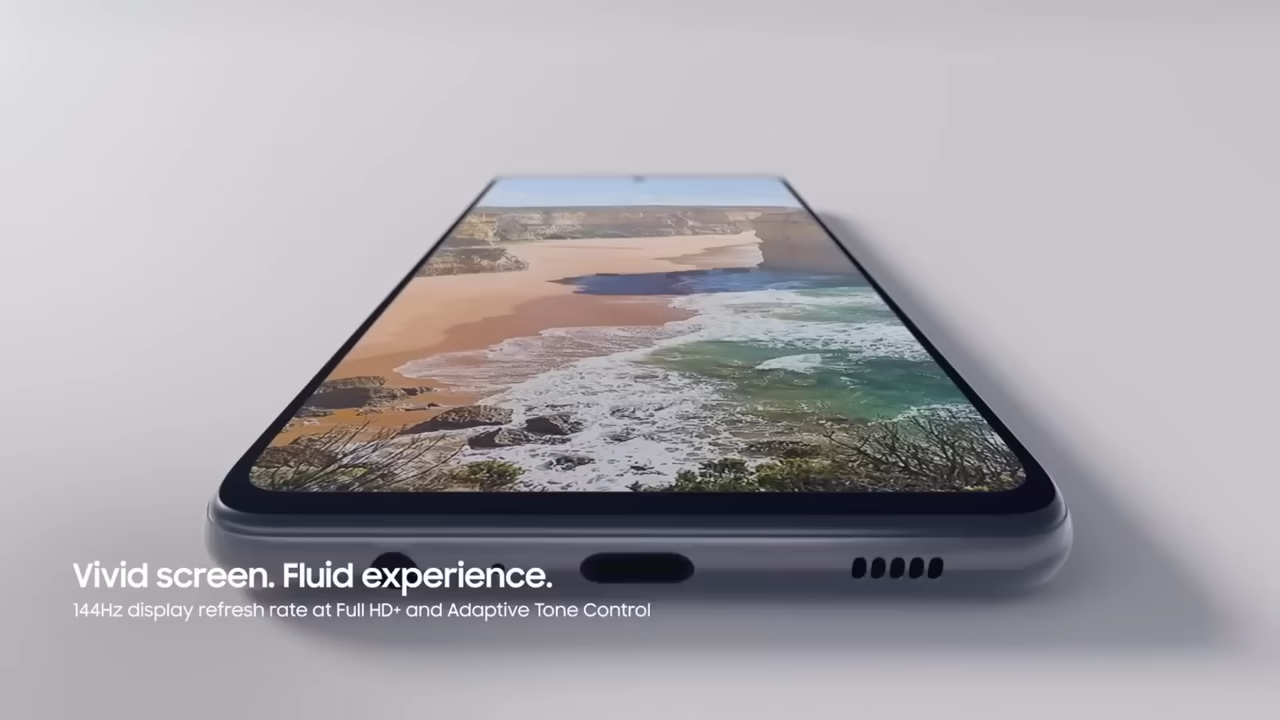 Vivid screen. Fluid experience.
144Hz display refresh rate at Full HD+ and Adaptive Tone Control